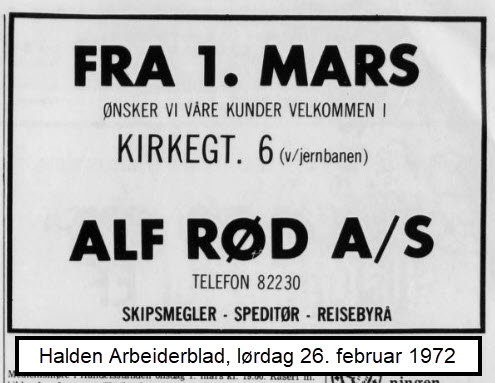 FRA 1. MARS
ØNSKER VI VÅRE KUNDER VELKOMMEN I
KIRKEGT. 6 (v/jernbanen)
ALF RØD A/S
TELEFON 82230
SKIPSMEGLER - SPEDITØR - REISEBYRÅ
Halden Arbeiderblad, lørdag 26. februar 1972
ningen